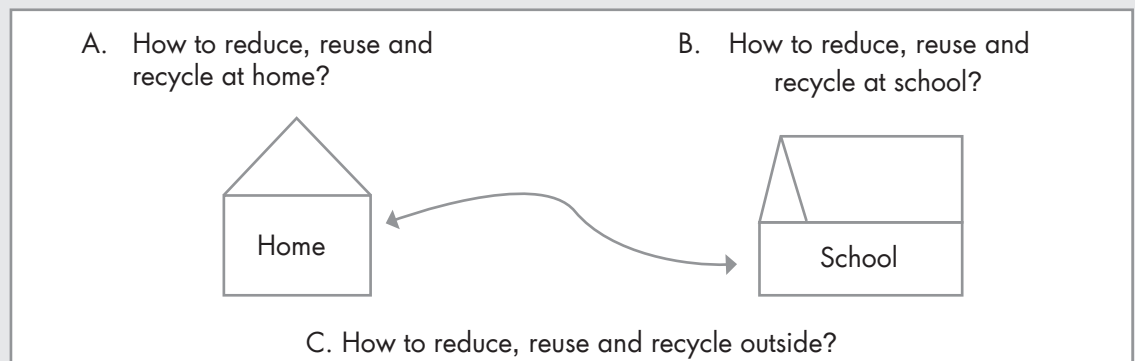 A. How to reduce, reuse and
recycle at home?
B. How to reduce, reuse and
recycle at school?
Home
School
C. How to reduce, reuse and recycle outside?